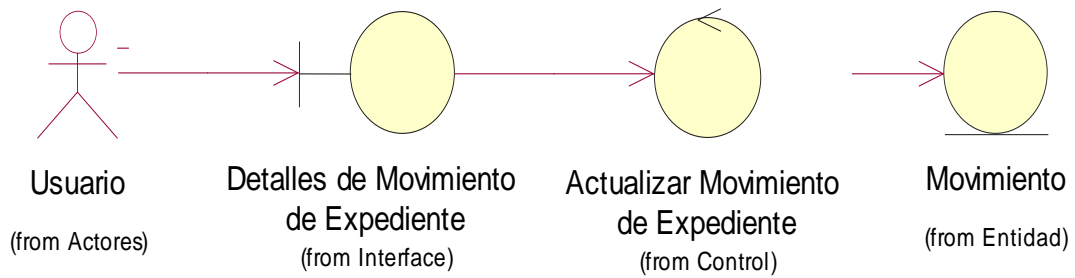 Usuario
(from Actores)
Detalles de Movimiento
de Expediente
(from Interface)
Actualizar Movimiento
de Expediente
(from Control)
Movimiento
(from Entidad)